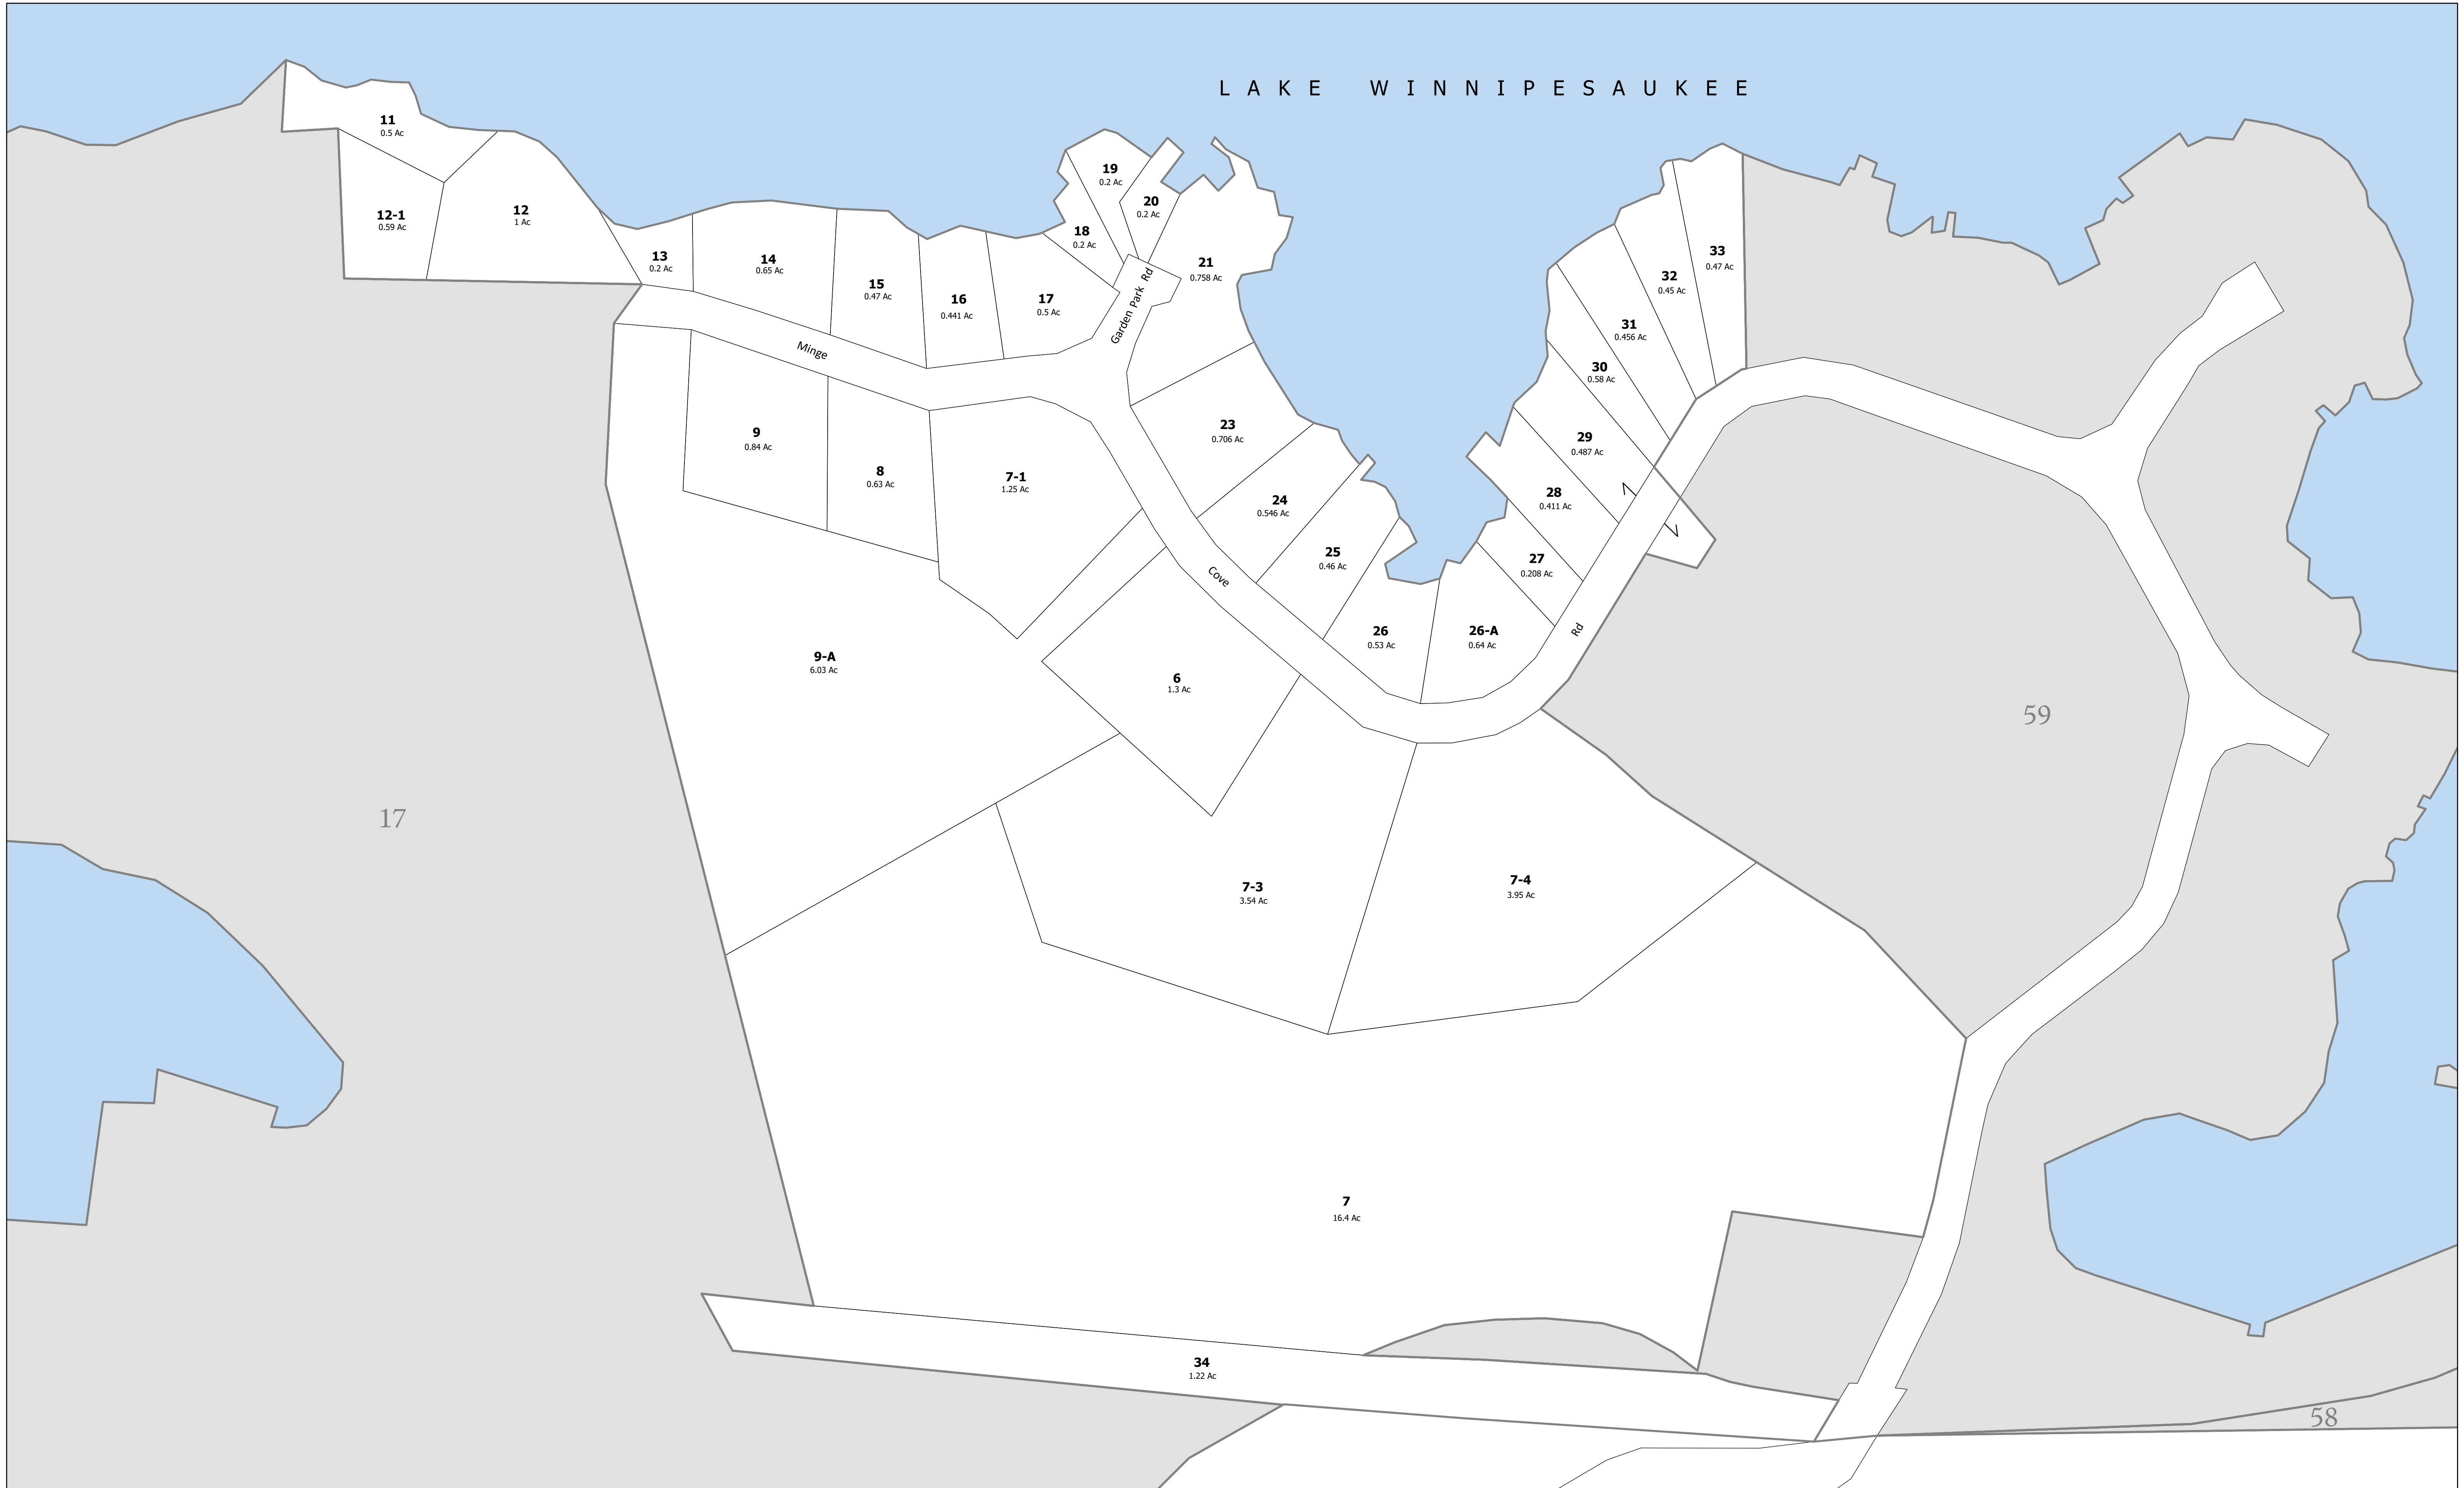 LAKE WINNIPESAUKEE
11
0.5 Ac
12-1
0.59 Ac
12
1 Ac
13
0.2 Ac
14
0.65 Ac
15
0.47 Ac
16
0.441 Ac
17
0.5 Ac
18
0.2 Ac
19
0.2 Ac
20
0.2 Ac
21
0.758 Ac
Garden Park Rd
Minge
33
0.47 Ac
32
0.45 Ac
31
0.456 Ac
30
0.58 Ac
29
0.487 Ac
28
0.411 Ac
27
0.208 Ac
9
0.84 Ac
8
0.63 Ac
7-1
1.25 Ac
23
0.706 Ac
24
0.546 Ac
25
0.46 Ac
26
0.53 Ac
26-A
0.64 Ac
Cove
Rd
9-A
6.03 Ac
6
1.3 Ac
59
17
7-3
3.54 Ac
7-4
3.95 Ac
7
16.4 Ac
34
1.22 Ac
58